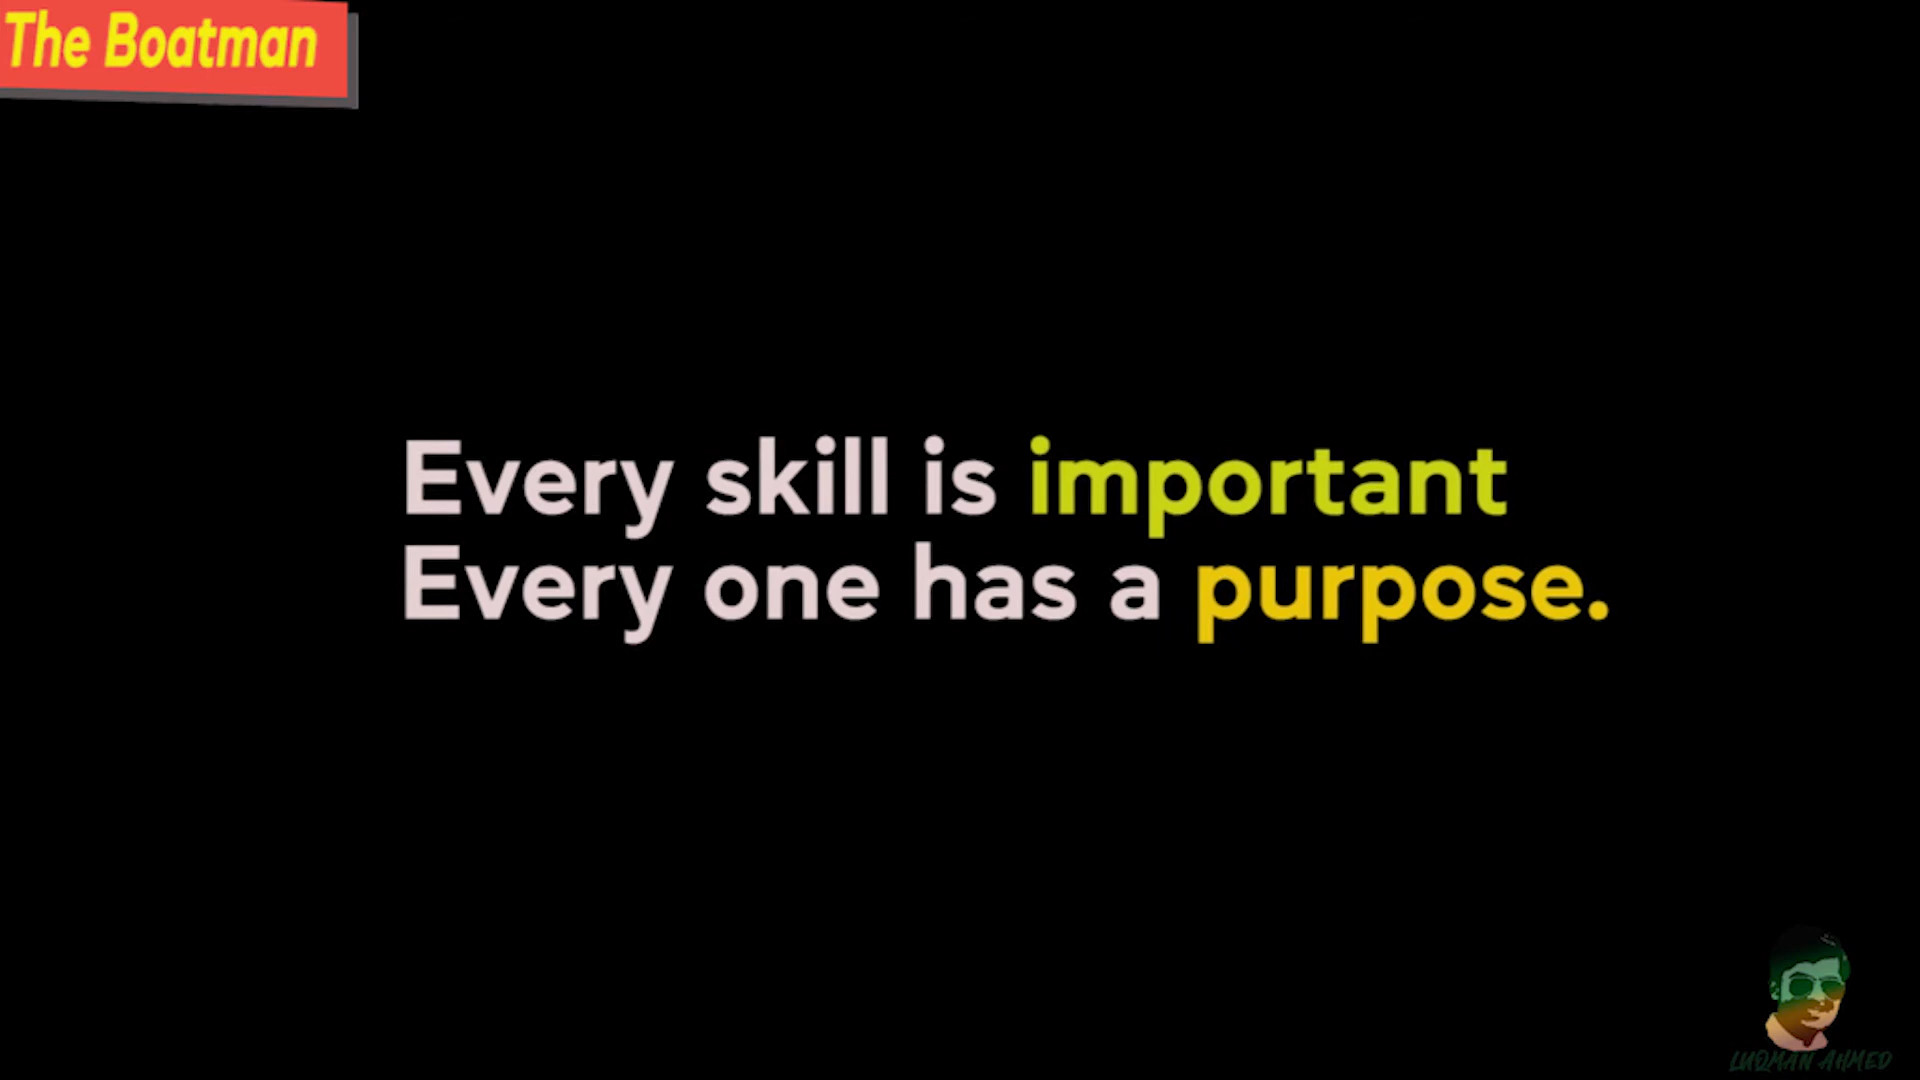 The Boatman
Every skill is important
Every one has a purpose.
LUQMAN AHMED